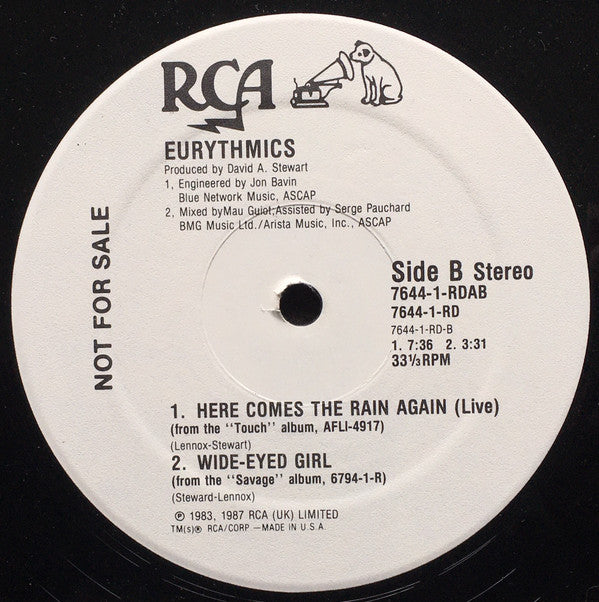 RCA
EURYTHMICS
Produced by David A. Stewart
1, Engineered by Jon Bavin
Blue Network Music, ASCAP
2. Mixed byMau Guiol;Assisted by Serge Pauchard
BMG Music Ltd./Arista Music, Inc., ASCAP
NOT FOR SALE
Side B Stereo
7644-1-RDAB
7644-1-RD
7644-1-RD-B
1. 7:36 2. 3:31
33⅓RPM
1. HERE COMES THE RAIN AGAIN (Live)
(from the "Touch" album, AFLI-4917)
(Lennox-Stewart)
2. WIDE-EYED GIRL
(from the "Savage" album, 6794-1-R)
(Steward-Lennox)
℗ 1983, 1987 RCA (UK) LIMITED
TM(s)® RCA/CORP —MADE IN U.S.A.